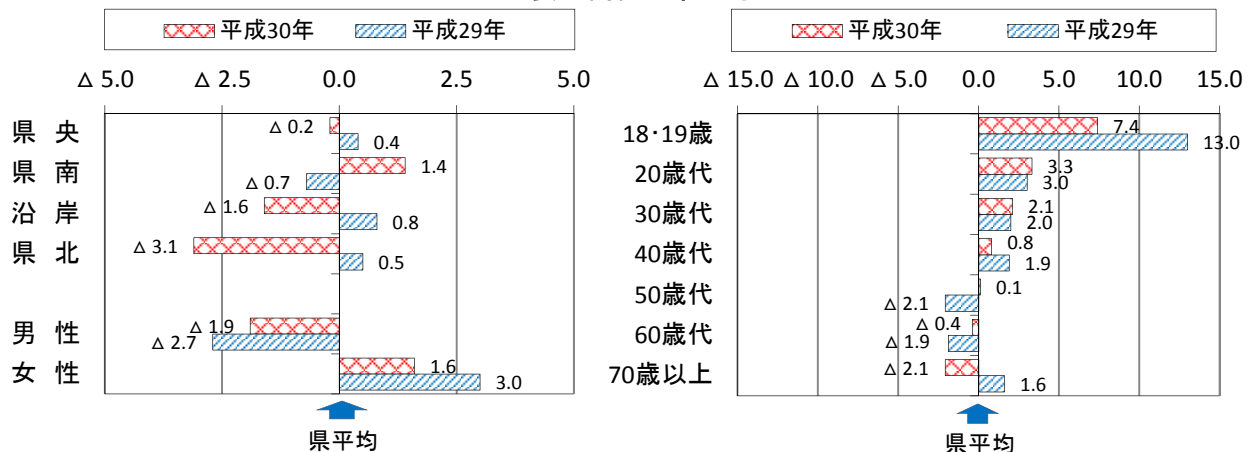 平成30年 平成29年
△ 5.0 △ 2.5 0.0 2.5 5.0
県 央 △ 0.2 0.4
県 南 1.4 △ 0.7
沿 岸 △ 1.6 0.8
県 北 △ 3.1 0.5
男 性 △ 1.9 △ 2.7
女 性 1.6 3.0
県平均
平成30年 平成29年
△ 15.0 △ 10.0 △ 5.0 0.0 5.0 10.0 15.0
18・19歳 7.4 13.0
20歳代 3.3 3.0
30歳代 2.1 2.0
40歳代 0.8 1.9
50歳代 0.1 △ 2.1
60歳代 △ 0.4 △ 1.9
70歳以上 △ 2.1 1.6
県平均